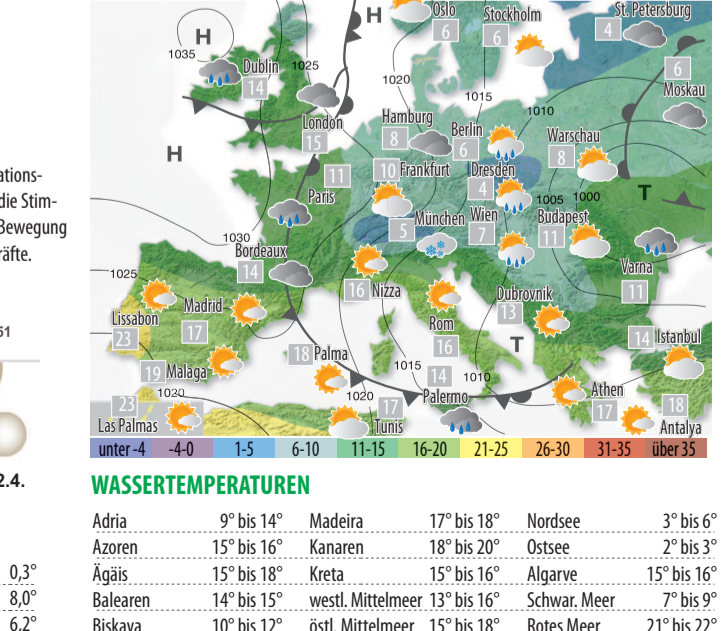 H
Oslo
6
Stockholm
6
St. Petersburg
4
H
1035
Dublin
14
1025
1020
1015
1010
6
Moskau
London
15
Hamburg
8
Berlin
6
Warschau
8
H
11
Paris
10 Frankfurt
Dresden
4
T
1005 1000
München
5
Wien
7
Budapest
11
1030
Bordeaux
14
Varna
11
1025
16 Nizza
Lissabon
23
Madrid
17
Rom
16
Dubrovnik
13
T
14 Istanbul
18 Palma
19 Malaga
1015
14
Palermo
1010
1020
1020
23
Las Palmas
17
Tunis
Athen
17
18
Antalya
unter -4 -4-0 1-5 6-10 11-15 16-20 21-25 26-30 31-35 über 35
ations-
die Stim-
Bewegung
räfte.
51
2.4.
0,3°
8,0°
6,2°
WASSERTEMPERATUREN
Adria 9° bis 14° Madeira 17° bis 18° Nordsee 3° bis 6°
Azoren 15° bis 16° Kanaren 18° bis 20° Ostsee 2° bis 3°
Ägäis 15° bis 18° Kreta 15° bis 16° Algarve 15° bis 16°
Balearen 14° bis 15° westl. Mittelmeer 13° bis 16° Schwar. Meer 7° bis 9°
Biskaya 10° bis 12° östl. Mittelmeer 15° bis 18° Rotes Meer 21° bis 22°